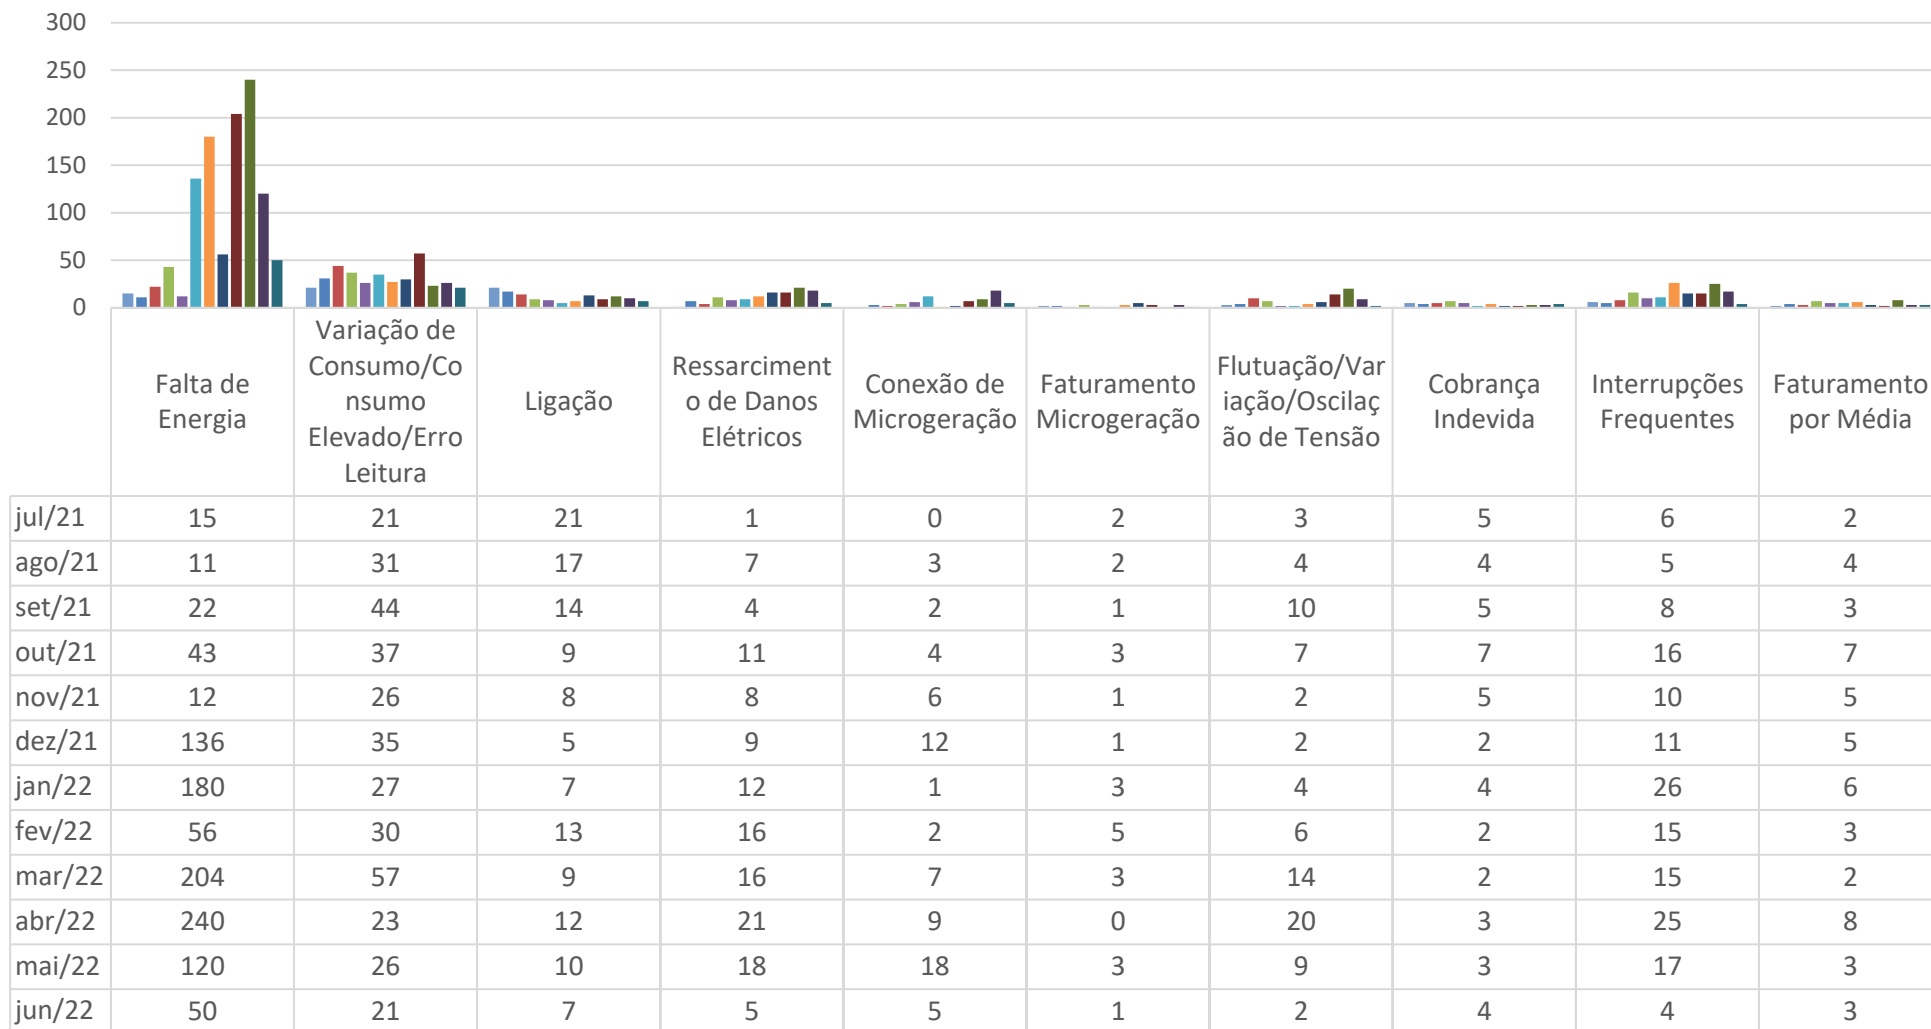 300
250
200
150
100
50
0
Falta de
Energia
Variação de
Consumo/Co
nsumo
Elevado/Erro
Leitura
Ligação
Ressarciment
o de Danos
Elétricos
Conexão de
Microgeração
Faturamento
Microgeração
Flutuação/Var
iação/Oscilaç
ão de Tensão
Cobrança
Indevida
Interrupções
Frequentes
Faturamento
por Média
jul/21 15 21 21 1 0 2 3 5 6 2
ago/21 11 31 17 7 3 2 4 4 5 4
set/21 22 44 14 4 2 1 10 5 8 3
out/21 43 37 9 11 4 3 7 7 16 7
nov/21 12 26 8 8 6 1 2 5 10 5
dez/21 136 35 5 9 12 1 2 2 11 5
jan/22 180 27 7 12 1 3 4 4 26 6
fev/22 56 30 13 16 2 5 6 2 15 3
mar/22 204 57 9 16 7 3 14 2 15 2
abr/22 240 23 12 21 9 0 20 3 25 8
mai/22 120 26 10 18 18 3 9 3 17 3
jun/22 50 21 7 5 5 1 2 4 4 3